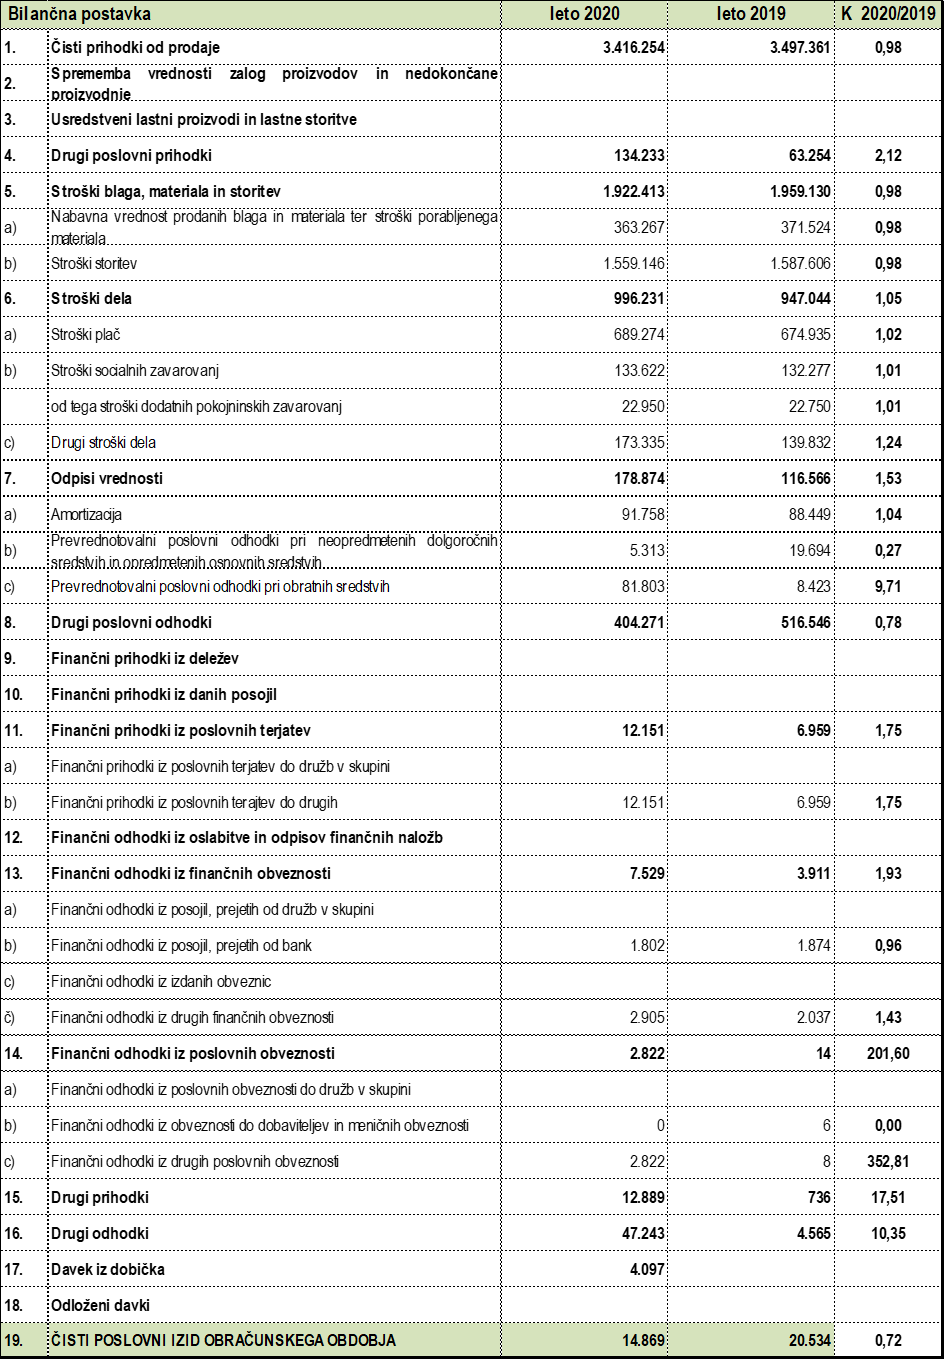 Bilančna postavka leto 2020 leto 2019 K 2020/2019
1. Čisti prihodki od prodaje 3.416.254 3.497.361 0,98
2. Sprememba vrednosti zalog proizvodov in nedokončane
proizvodnje
3. Usredstveni lastni proizvodi in lastne storitve
4. Drugi poslovni prihodki 134.233 63.254 2,12
5. Stroški blaga, materiala in storitev 1.922.413 1.959.130 0,98
a) Nabavna vrednost prodanih blaga in materiala ter stroški porabljenega
materiala 363.267 371.524 0,98
b) Stroški storitev 1.559.146 1.587.606 0,98
6. Stroški dela 996.231 947.044 1,05
a) Stroški plač 689.274 674.935 1,02
b) Stroški socialnih zavarovanj 133.622 132.277 1,01
od tega stroški dodatnih pokojninskih zavarovanj 22.950 22.750 1,01
c) Drugi stroški dela 173.335 139.832 1,24
7. Odpisi vrednosti 178.874 116.566 1,53
a) Amortizacija 91.758 88.449 1,04
b) Prevrednotovalni poslovni odhodki pri neopredmetenih dolgoročnih
sredstvih in opredmetenih osnovnih sredstvih 5.313 19.694 0,27
c) Prevrednotovalni poslovni odhodki pri obratnih sredstvih 81.803 8.423 9,71
8. Drugi poslovni odhodki 404.271 516.546 0,78
9. Finančni prihodki iz deležev
10. Finančni prihodki iz danih posojil
11. Finančni prihodki iz poslovnih terjatev 12.151 6.959 1,75
a) Finančni prihodki iz poslovnih terjatev do družb v skupini
b) Finančni prihodki iz poslovnih terajtev do drugih 12.151 6.959 1,75
12. Finančni odhodki iz oslabitve in odpisov finančnih naložb
13. Finančni odhodki iz finančnih obveznosti 7.529 3.911 1,93
a) Finančni odhodki iz posojil, prejetih od družb v skupini
b) Finančni odhodki iz posojil, prejetih od bank 1.802 1.874 0,96
c) Finančni odhodki iz izdanih obveznic
č) Finančni odhodki iz drugih finančnih obveznosti 2.905 2.037 1,43
14. Finančni odhodki iz poslovnih obveznosti 2.822 14 201,60
a) Finančni odhodki iz poslovnih obveznosti do družb v skupini
b) Finančni odhodki iz obveznosti do dobaviteljev in meničnih obveznosti 0 6 0,00
c) Finančni odhodki iz drugih poslovnih obveznosti 2.822 8 352,81
15. Drugi prihodki 12.889 736 17,51
16. Drugi odhodki 47.243 4.565 10,35
17. Davek iz dobička 4.097
18. Odloženi davki
19. ČISTI POSLOVNI IZID OBRAČUNSKEGA OBDOBJA 14.869 20.534 0,72